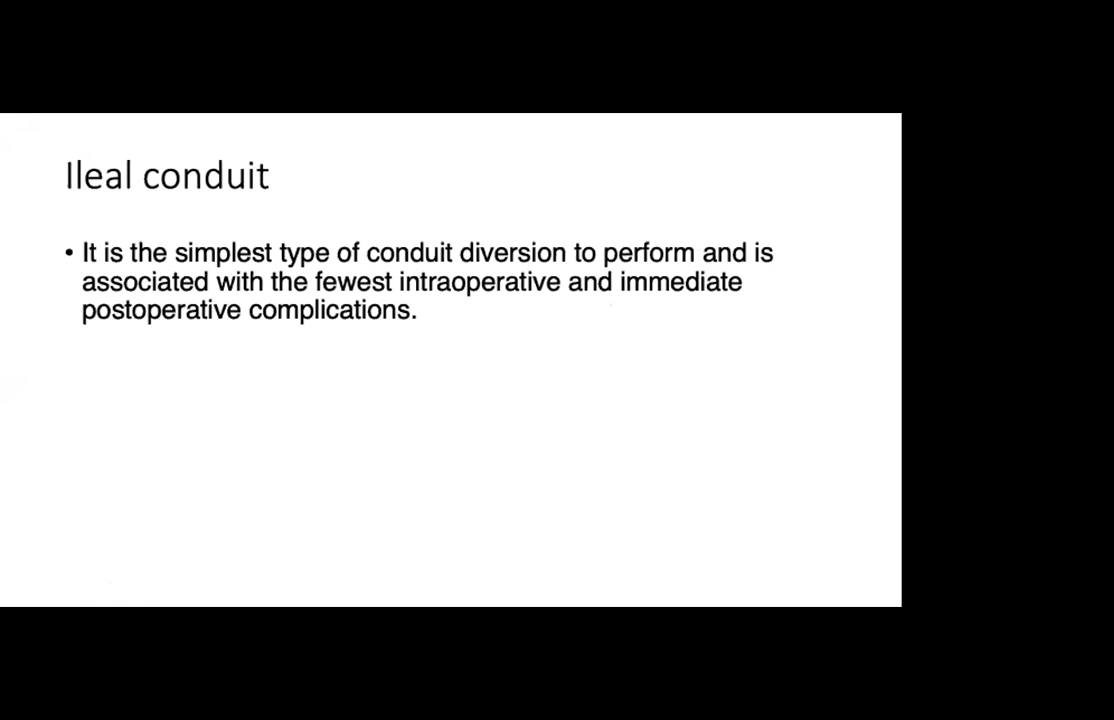 Ileal conduit
• It is the simplest type of conduit diversion to perform and is
associated with the fewest intraoperative and immediate
postoperative complications.